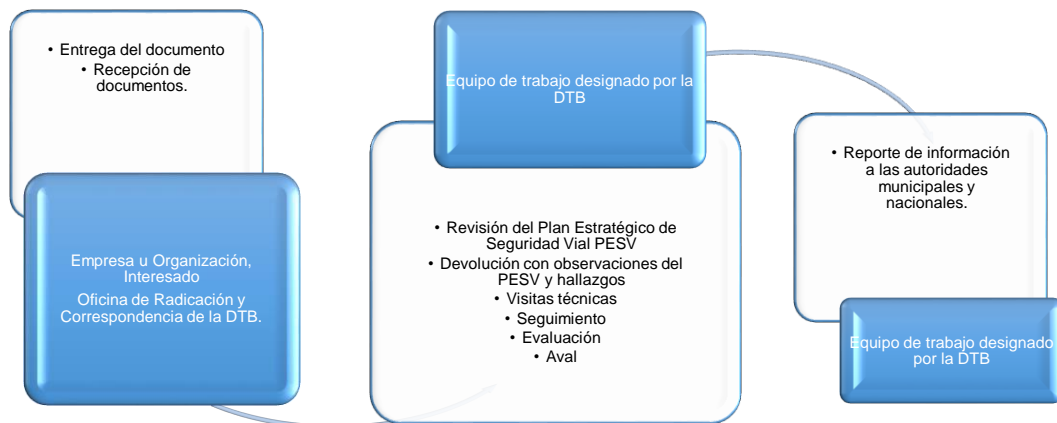 • Entrega del documento
• Recepción de
documentos.
Empresa u Organización,
Interesado
Oficina de Radicación y
Correspondencia de la DTB.
Equipo de trabajo designado por la
DTB
• Revisión del Plan Estratégico de
Seguridad Vial PESV
• Devolución con observaciones del
PESV y hallazgos
• Visitas técnicas
• Seguimiento
• Evaluación
• Aval
• Reporte de información
a las autoridades
municipales y
nacionales.
Equipo de trabajo designado
por la DTB